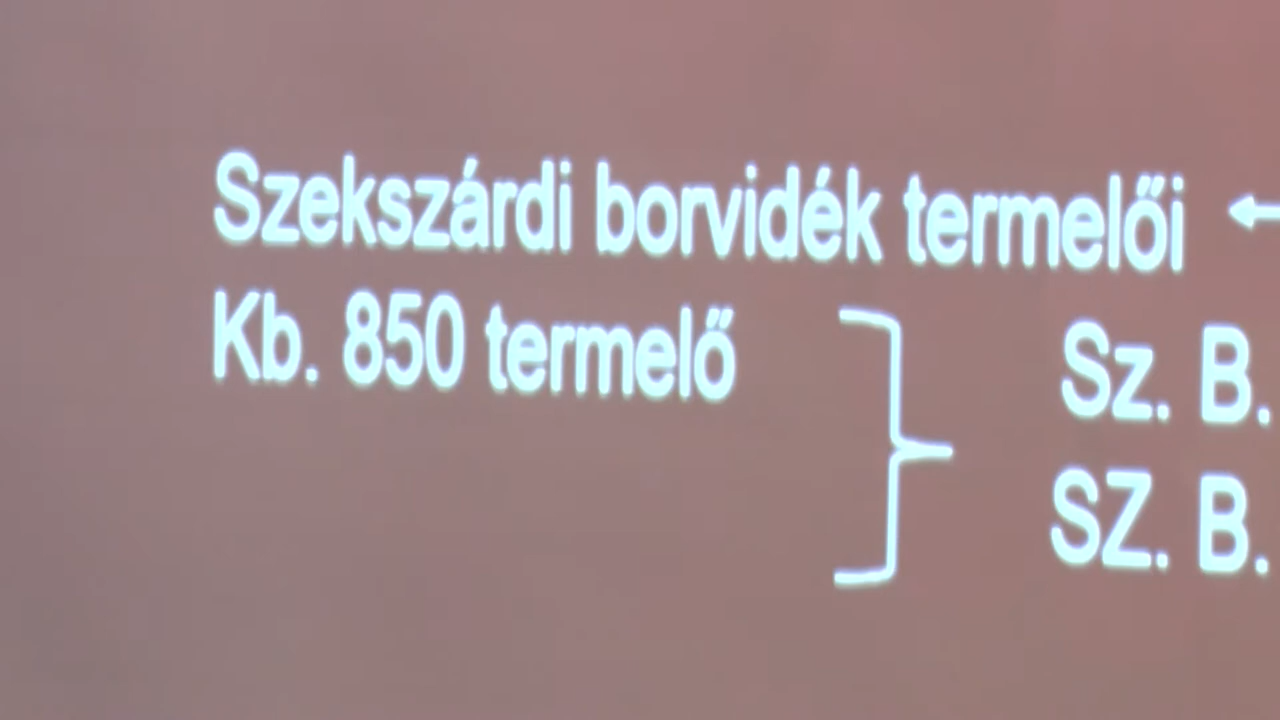 Szekszárdi borvidék termelői
Kb. 850 termelő
Sz. B.
SZ. B.